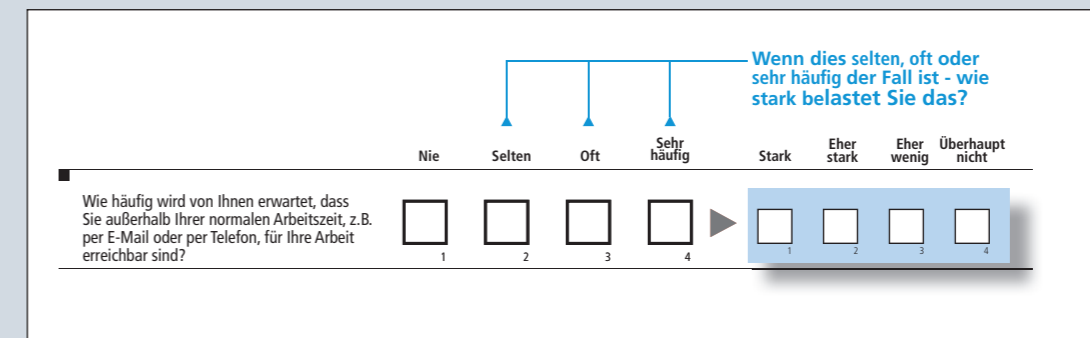 Wenn dies selten, oft oder
sehr häufig der Fall ist - wie
stark belastet Sie das?
Nie Selten Oft Sehr häufig Stark Eher stark Eher wenig Überhaupt nicht
Wie häufig wird von Ihnen erwartet, dass
Sie außerhalb Ihrer normalen Arbeitszeit, z.B.
per E-Mail oder per Telefon, für Ihre Arbeit
erreichbar sind?
1 2 3 4 1 2 3 4